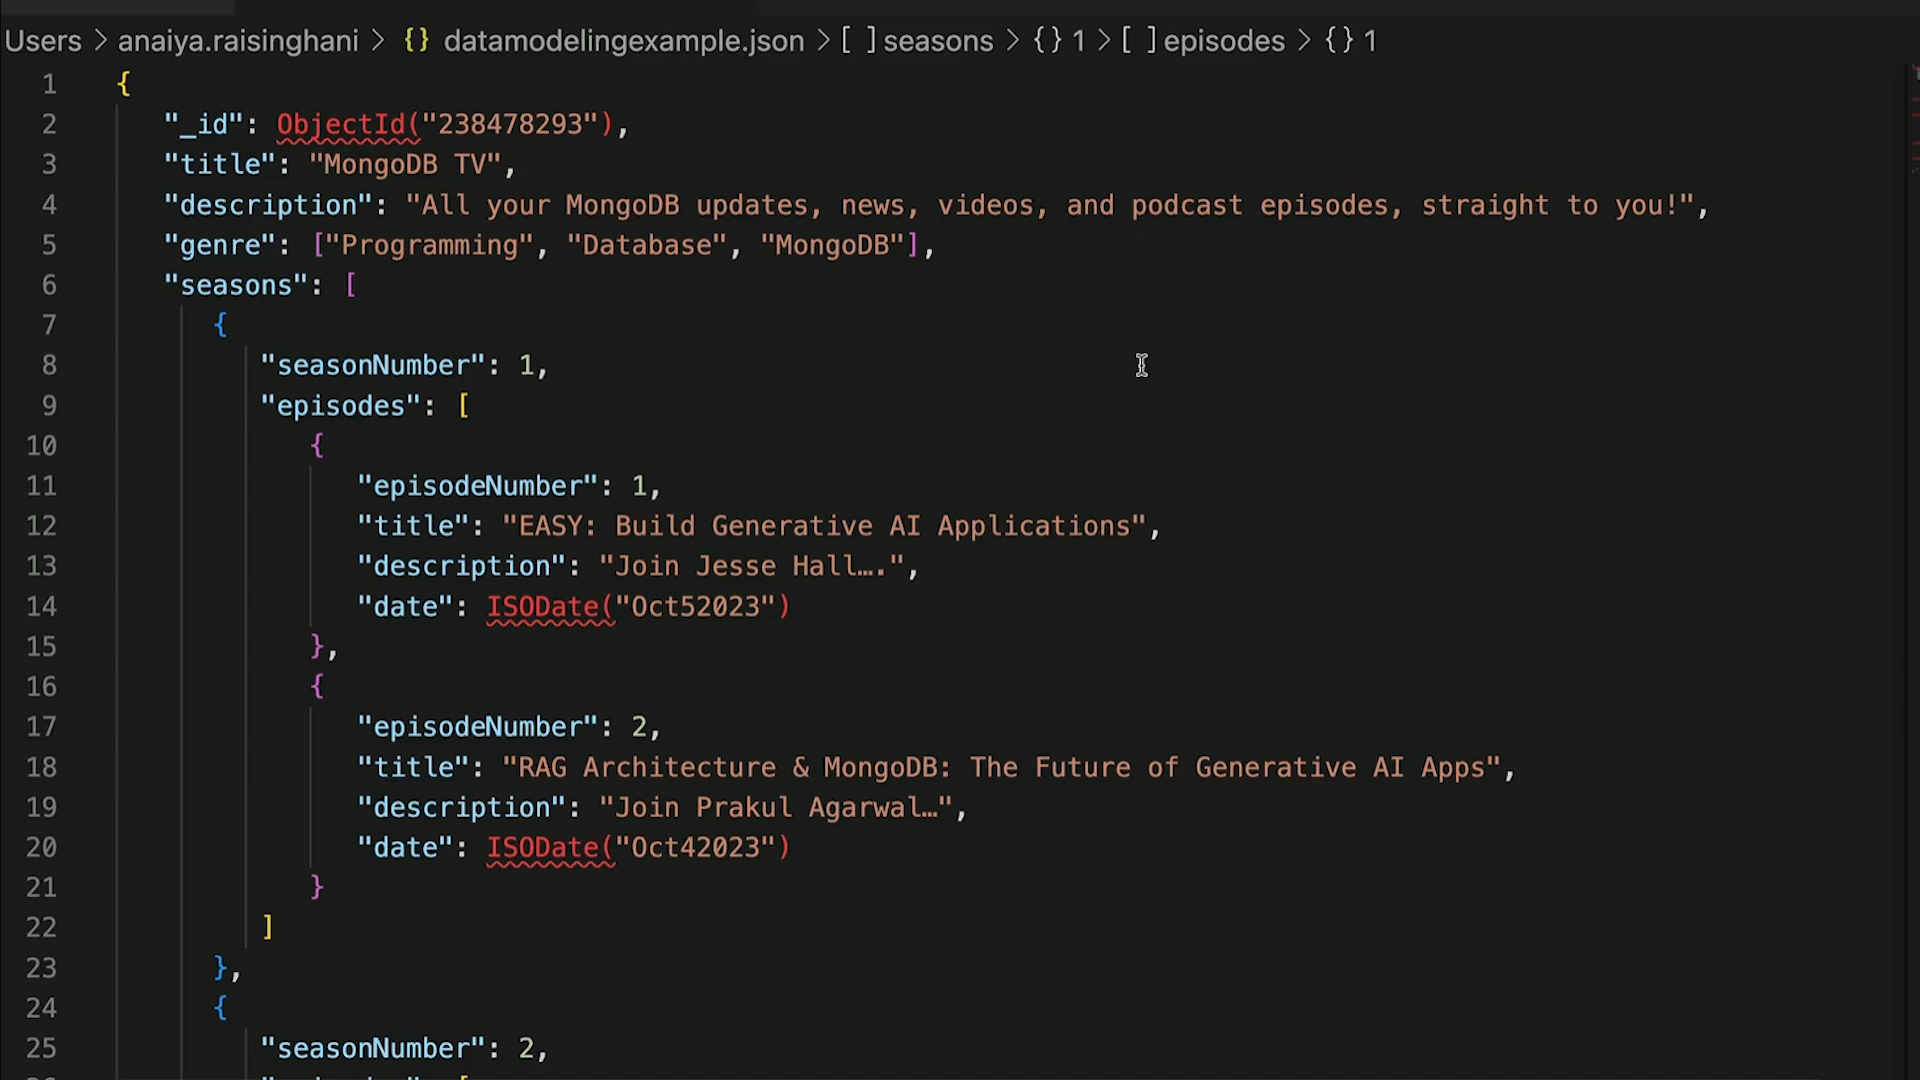 Users > anaiya.raisinghani > {} datamodelingexample.json > [ ] seasons > {} 1 > [ ] episodes > {} 1
1 {
2 "_id": ObjectId("238478293"),
3 "title": "MongoDB TV",
4 "description": "All your MongoDB updates, news, videos, and podcast episodes, straight to you!",
5 "genre": ["Programming", "Database", "MongoDB"],
6 "seasons": [
7 {
8 "seasonNumber": 1,
9 "episodes": [
10 {
11 "episodeNumber": 1,
12 "title": "EASY: Build Generative AI Applications",
13 "description": "Join Jesse Hall….",
14 "date": ISODate("Oct52023")
15 },
16 {
17 "episodeNumber": 2,
18 "title": "RAG Architecture & MongoDB: The Future of Generative AI Apps",
19 "description": "Join Prakul Agarwal…",
20 "date": ISODate("Oct42023")
21 }
22 ]
23 },
24 {
25 "seasonNumber": 2,